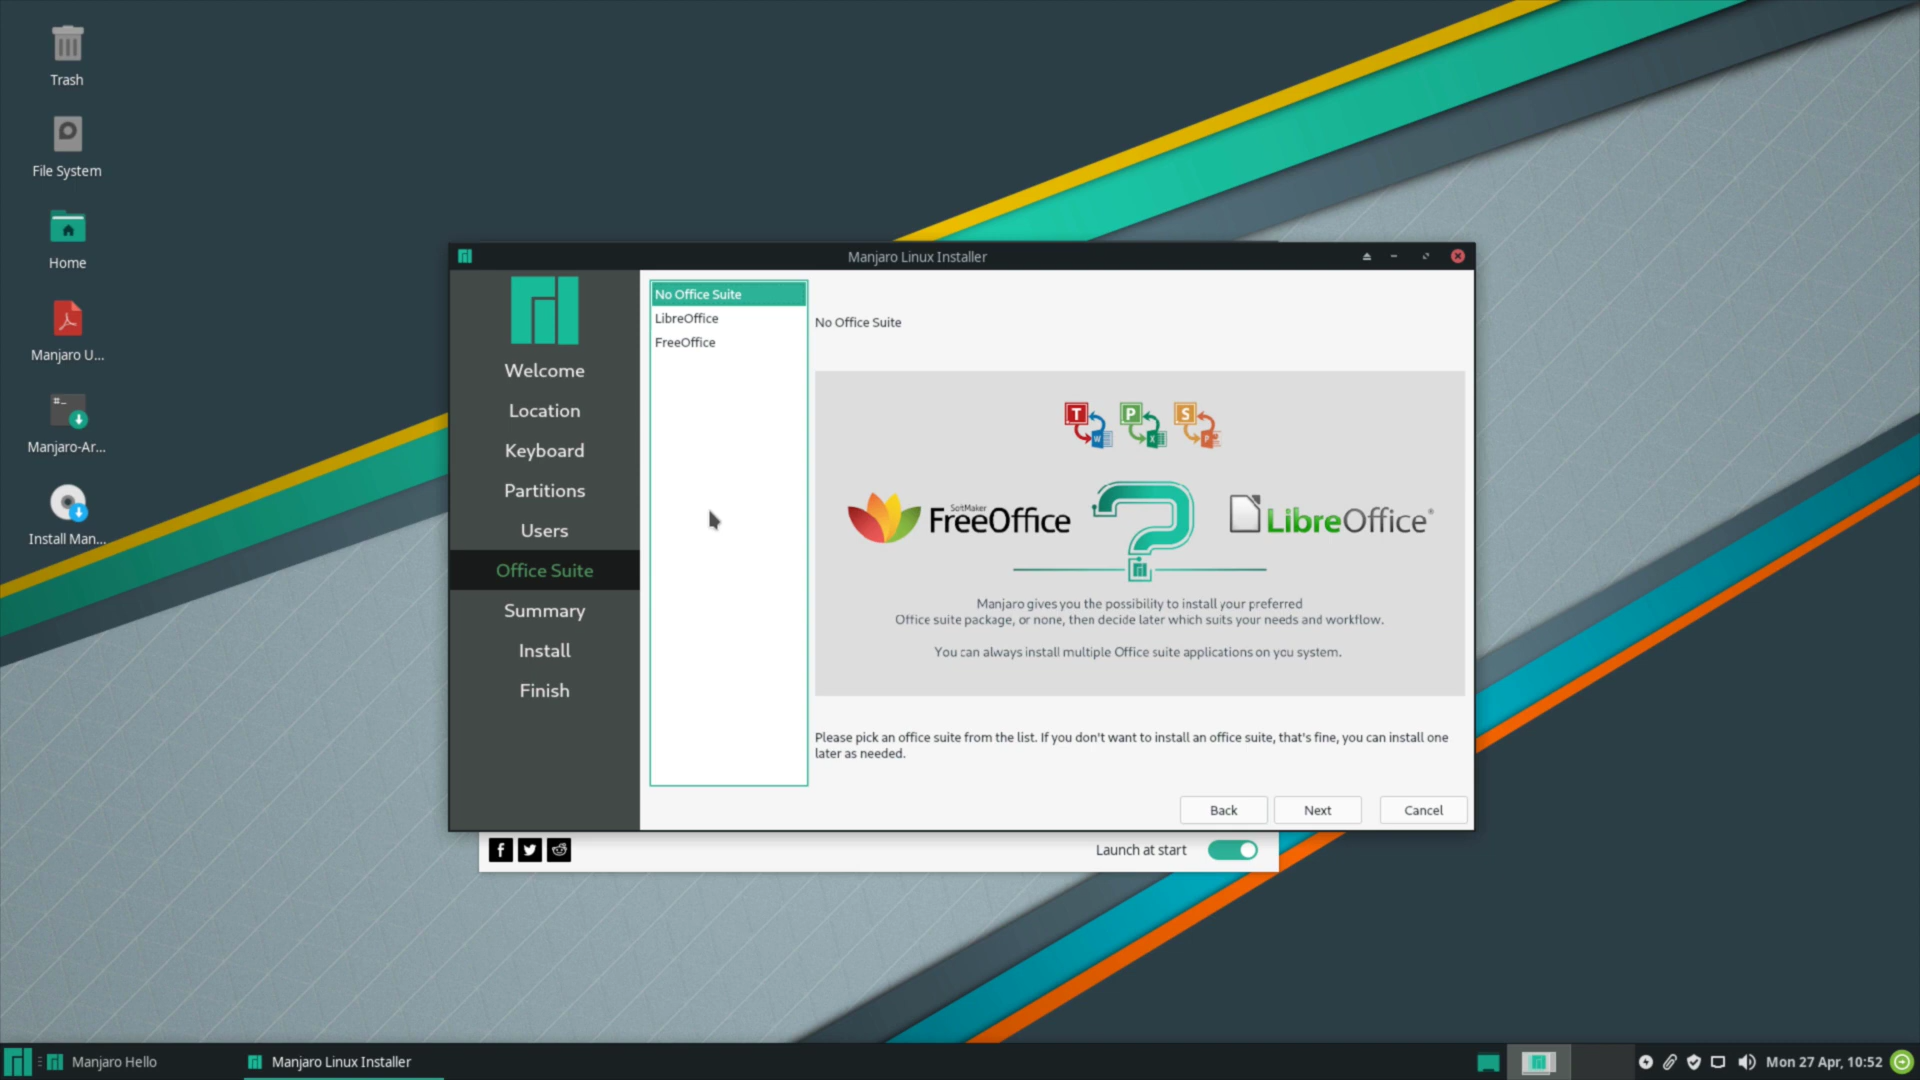 Trash
File System
Home
Manjaro U...
Manjaro-Ar...
Install Man...
Manjaro Linux Installer
Welcome
Location
Keyboard
Partitions
Users
Office Suite
Summary
Install
Finish
No Office Suite
LibreOffice
FreeOffice
No Office Suite
T
W
P
X
S
P
SoftMaker
FreeOffice
LibreOffice®
Manjaro gives you the possibility to install your preferred
Office suite package, or none, then decide later which suits your needs and workflow.
You can always install multiple Office suite applications on you system.
Please pick an office suite from the list. If you don't want to install an office suite, that's fine, you can install one
later as needed.
Back
Next
Cancel
Launch at start
Manjaro Hello
Manjaro Linux Installer
Mon 27 Apr, 10:52